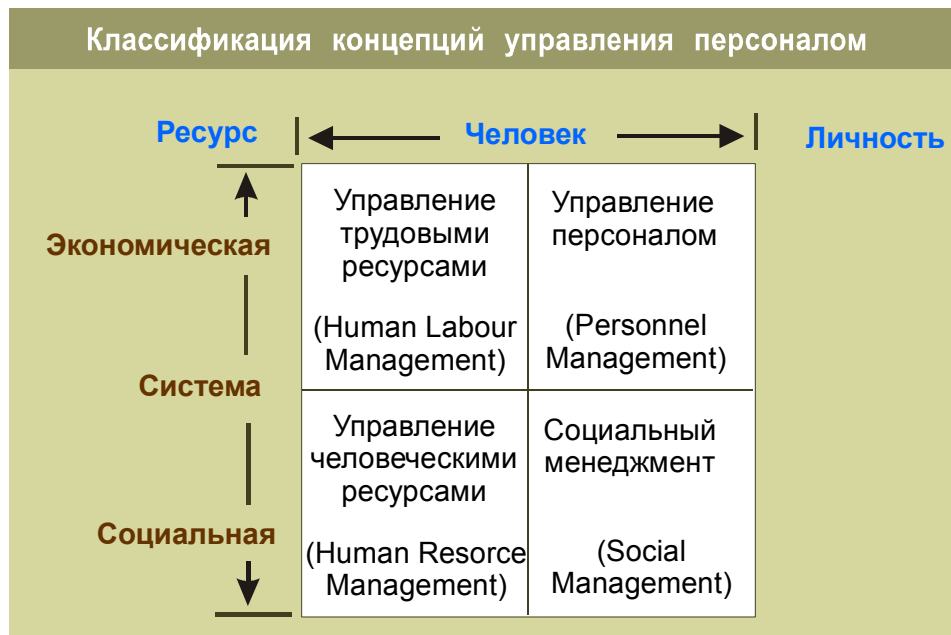 Классификация концепций управления персоналом
Ресурс
Человек
Личность
Экономическая
Система
Социальная
Управление
трудовыми
ресурсами
(Human Labour
Management)
Управление
персоналом
(Personnel
Management)
Управление
человеческими
ресурсами
(Human Resorce
Management)
Социальный
менеджмент
(Social
Management)